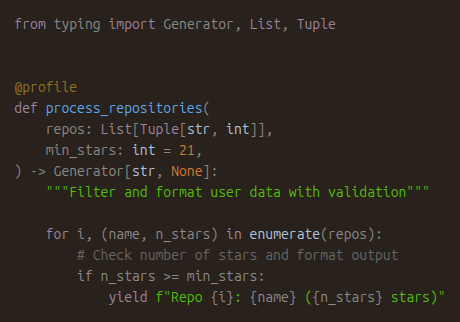 from typing import Generator, List, Tuple
@profile
def process_repositories(
    repos: List[Tuple[str, int]],
    min_stars: int = 21,
) -> Generator[str, None]:
    """Filter and format user data with validation"""
    for i, (name, n_stars) in enumerate(repos):
        # Check number of stars and format output
        if n_stars >= min_stars:
            yield f"Repo {i}: {name} ({n_stars} stars)"